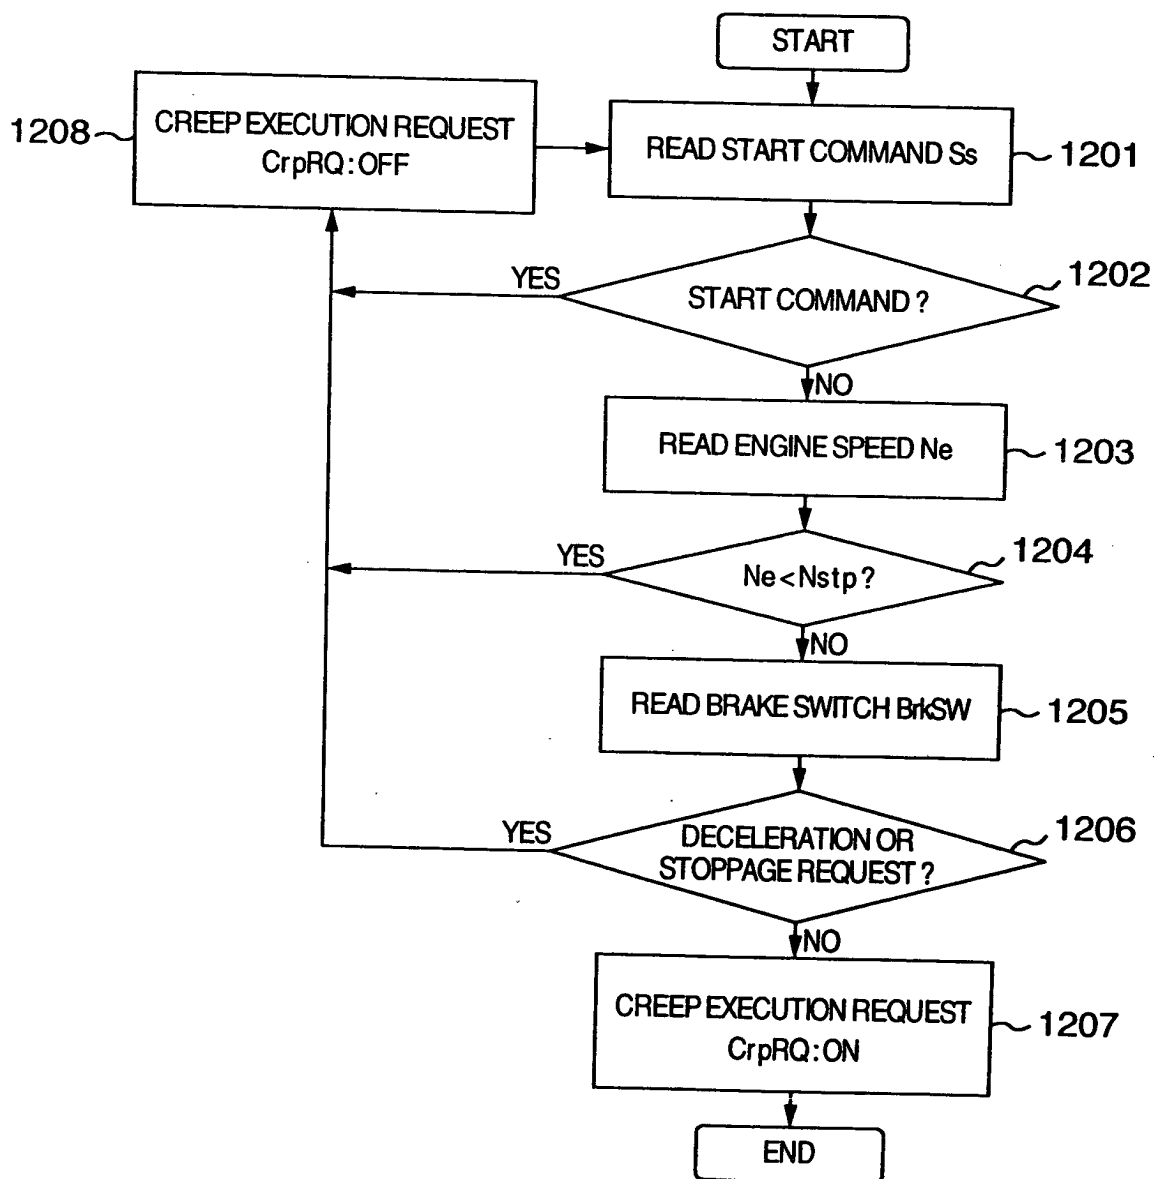 START
1208
CREEP EXECUTION REQUEST
CrpRQ:OFF
READ START COMMAND Ss
1201
YES
START COMMAND?
1202
NO
READ ENGINE SPEED Ne
1203
YES
Ne<Nstp?
1204
NO
READ BRAKE SWITCH BrkSW
1205
YES
DECELERATION OR
STOPPAGE REQUEST?
1206
NO
CREEP EXECUTION REQUEST
CrpRQ:ON
1207
END